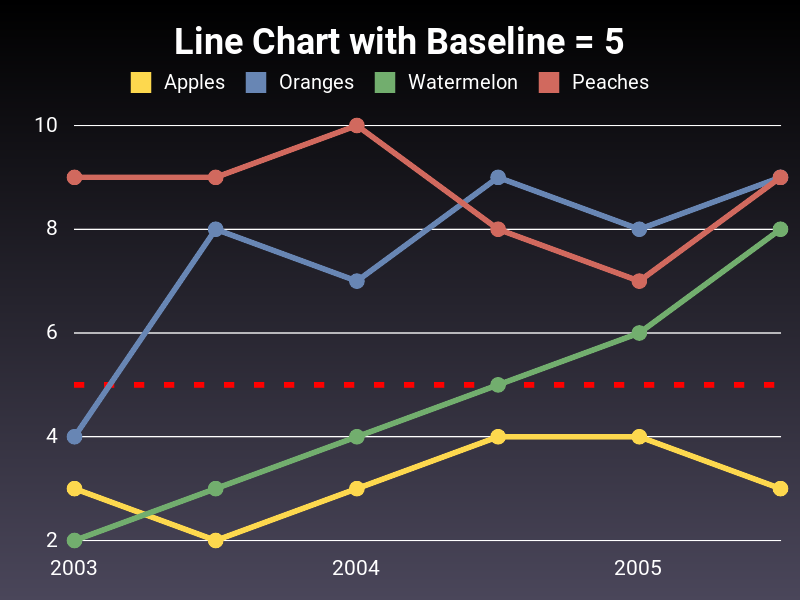 Line Chart with Baseline = 5
Apples Oranges Watermelon Peaches
10
8
6
4
2
2003 2004 2005